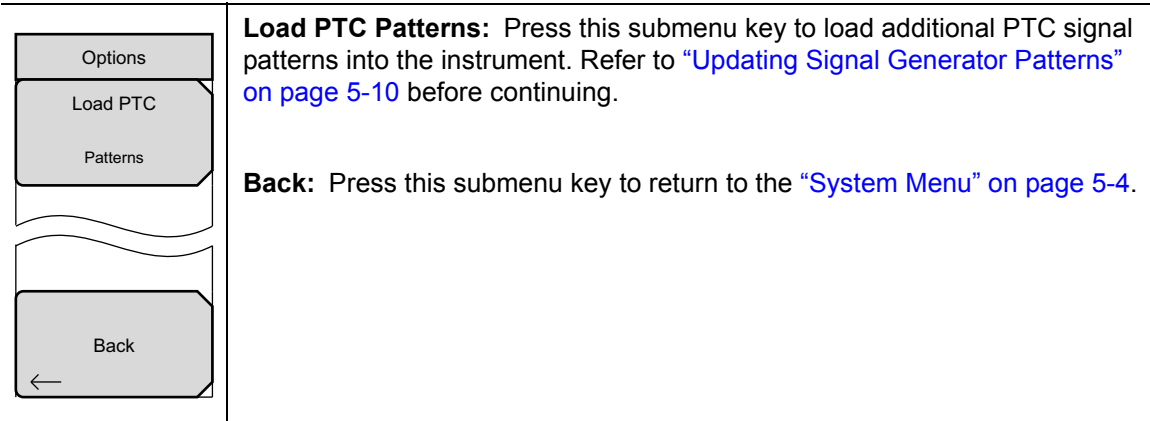 Options
Load PTC
Patterns
Back
Load PTC Patterns: Press this submenu key to load additional PTC signal
patterns into the instrument. Refer to “Updating Signal Generator Patterns”
on page 5-10 before continuing.
Back: Press this submenu key to return to the “System Menu” on page 5-4.